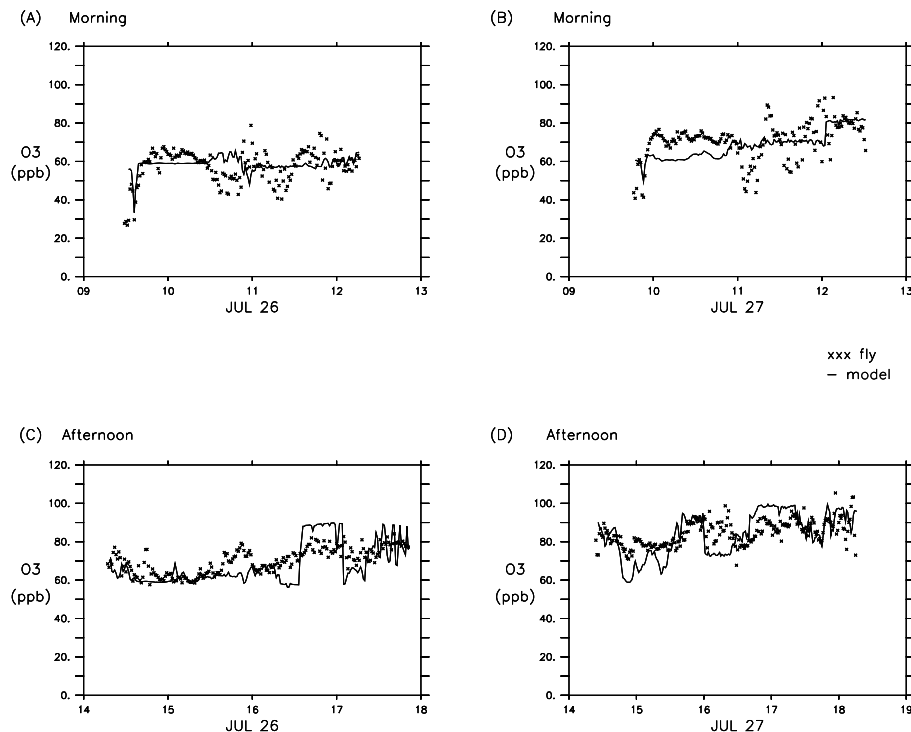 (A) Morning
120.
100.
80.
60.
40.
20.
0.
O3
(ppb)
09 10 11 12 13
JUL 26
(B) Morning
120.
100.
80.
60.
40.
20.
0.
O3
(ppb)
09 10 11 12 13
JUL 27
xxx fly
— model
(C) Afternoon
120.
100.
80.
60.
40.
20.
0.
O3
(ppb)
14 15 16 17 18
JUL 26
(D) Afternoon
120.
100.
80.
60.
40.
20.
0.
O3
(ppb)
14 15 16 17 18 19
JUL 27